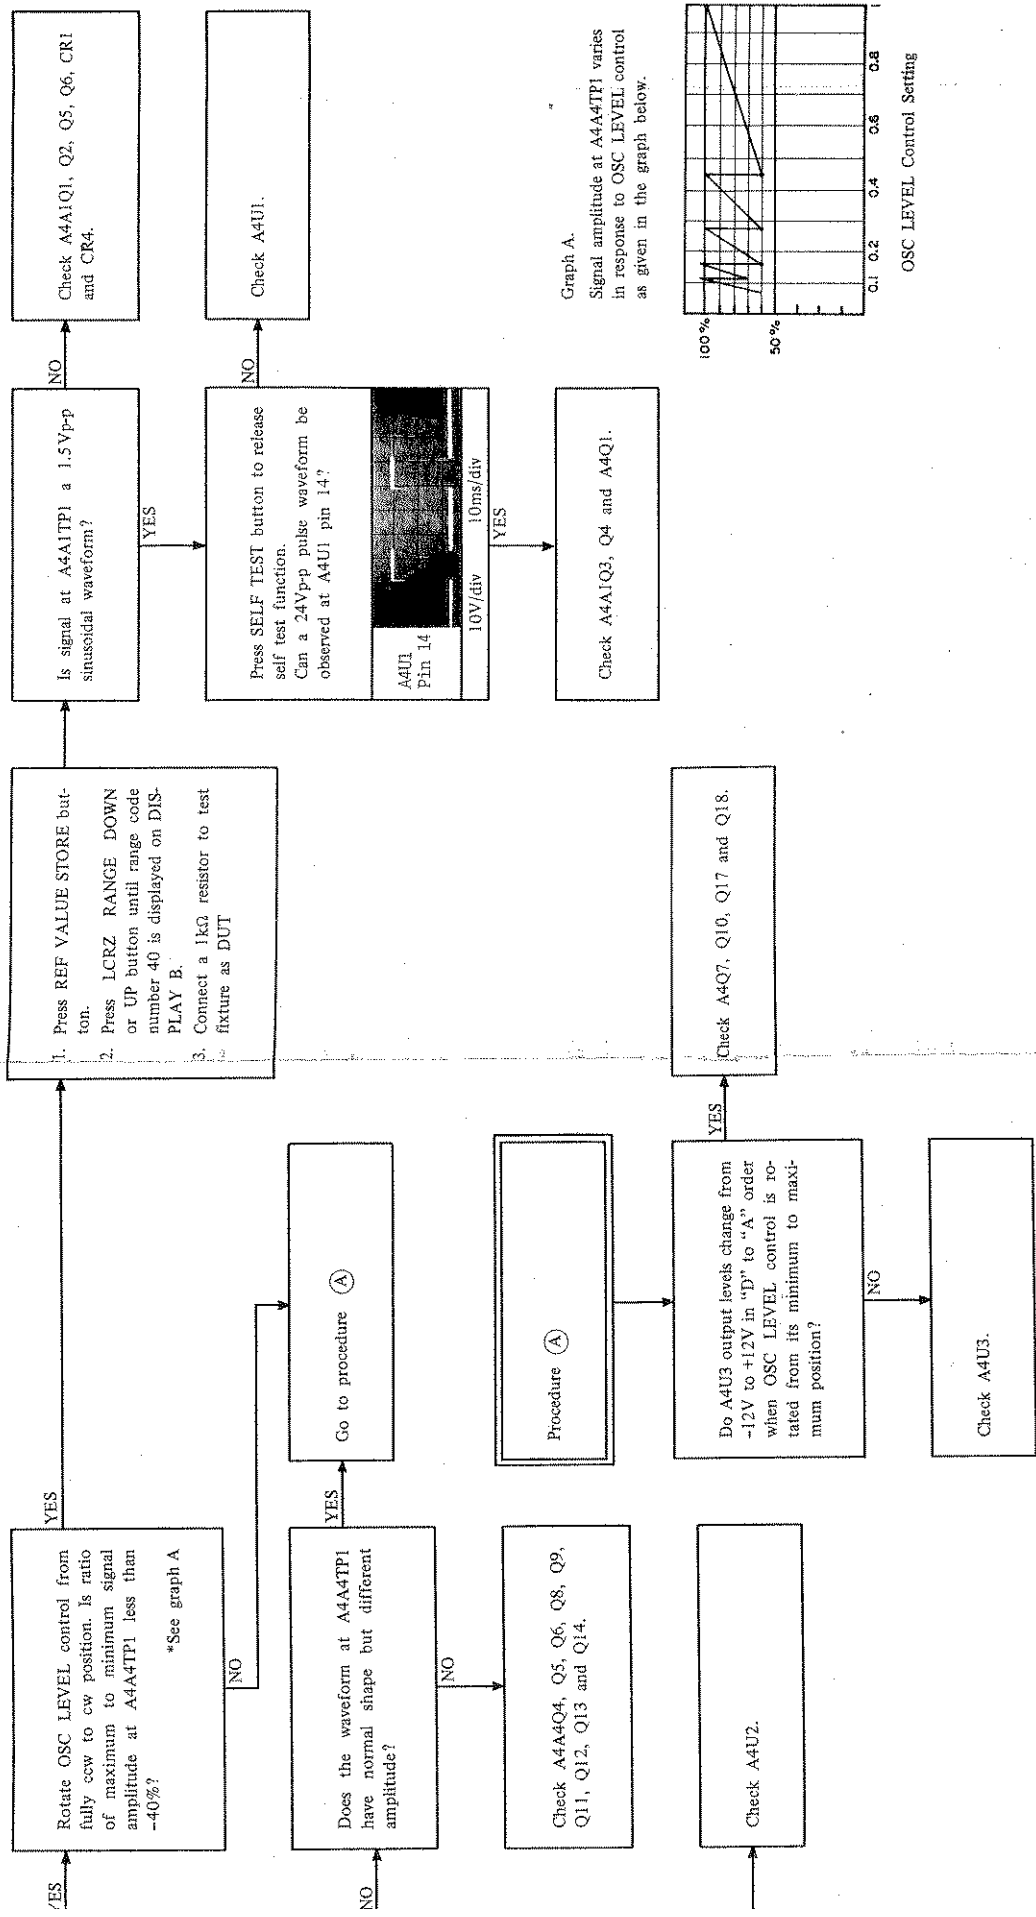 YES
Rotate OSC LEVEL control from
fully ccw to cw position. Is ratio
of maximum to minimum signal
amplitude at A4A4TP1 less than
-40%?
*See graph A
YES
NO
1. Press REF VALUE STORE but-
ton.
2. Press LCRZ RANGE DOWN
or UP button until range code
number 40 is displayed on DIS-
PLAY B.
3. Connect a 1kΩ resistor to test
fixture as DUT
Is signal at A4A1TP1 a 1.5Vp-p
sinusoidal waveform?
NO
YES
Check A4A1Q1, Q2, Q5, Q6, CR1
and CR4.
Press SELF TEST button to release
self test function.
Can a 24Vp-p pulse waveform be
observed at A4U1 pin 14?
A4U1
Pin 14
10V/div 10ms/div
NO
YES
Check A4U1.
Check A4A1Q3, Q4 and A4Q1.
NO
Does the waveform at A4A4TP1
have normal shape but different
amplitude?
YES
NO
Go to procedure A
Check A4A4Q4, Q5, Q6, Q8, Q9,
Q11, Q12, Q13 and Q14.
Check A4U2.
Procedure A
Do A4U3 output levels change from
-12V to +12V in “D” to “A” order
when OSC LEVEL control is ro-
tated from its minimum to maxi-
mum position?
YES
NO
Check A4Q7, Q10, Q17 and Q18.
Check A4U3.
Graph A.
Signal amplitude at A4A4TP1 varies
in response to OSC LEVEL control
as given in the graph below.
100%
50%
0.1 0.2 0.4 0.6 0.8 1
OSC LEVEL Control Setting